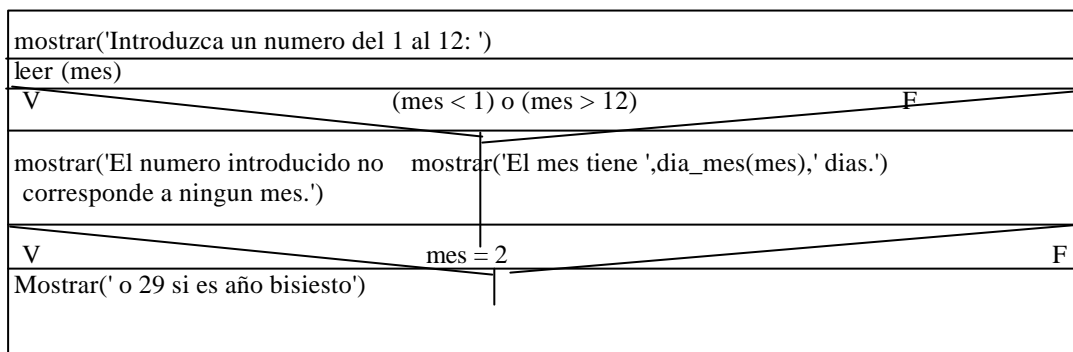 mostrar('Introduzca un numero del 1 al 12: ')
leer (mes)
V (mes < 1) o (mes > 12) F
mostrar('El numero introducido no mostrar('El mes tiene ',dia_mes(mes),' dias.')
corresponde a ningun mes.')
V mes = 2 F
Mostrar(' o 29 si es año bisiesto')